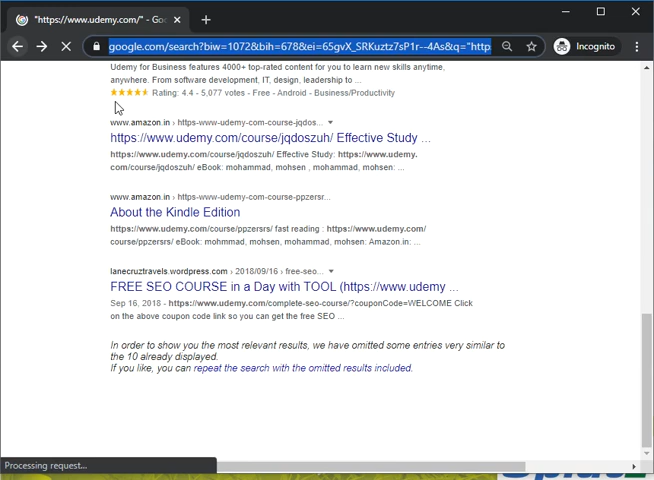 "https://www.udemy.com/" - Goo
google.com/search?biw=1072&bih=678&ei=65gvX_SRKuztz7sP1r--4As&q="http:
Incognito
Udemy for Business features 4000+ top-rated content for you to learn new skills anytime,
anywhere. From software development, IT, design, leadership to ...
Rating: 4.4 - 5,077 votes - Free - Android - Business/Productivity
www.amazon.in › https-www-udemy-com-course-jqdos...
https://www.udemy.com/course/jqdoszuh/ Effective Study ...
https://www.udemy.com/course/jqdoszuh/ Effective Study: https://www.udemy.
com/course/jqdoszuh/ eBook: mohammad, mohsen , mohammad, mohsen: ...
www.amazon.in › https-www-udemy-com-course-ppzersr...
About the Kindle Edition
https://www.udemy.com/course/ppzersrs/ fast reading : https://www.udemy.com/
course/ppzersrs/ eBook: mohmmad, mohsen, mohammad, mohsen: Amazon.in: ...
lanecruztravels.wordpress.com › 2018/09/16 › free-seo...
FREE SEO COURSE in a Day with TOOL (https://www.udemy ...
Sep 16, 2018 - https://www.udemy.com/complete-seo-course/?couponCode=WELCOME Click
on the above coupon code link so you can get the free SEO ...
In order to show you the most relevant results, we have omitted some entries very similar to
the 10 already displayed.
If you like, you can repeat the search with the omitted results included.
Processing request...